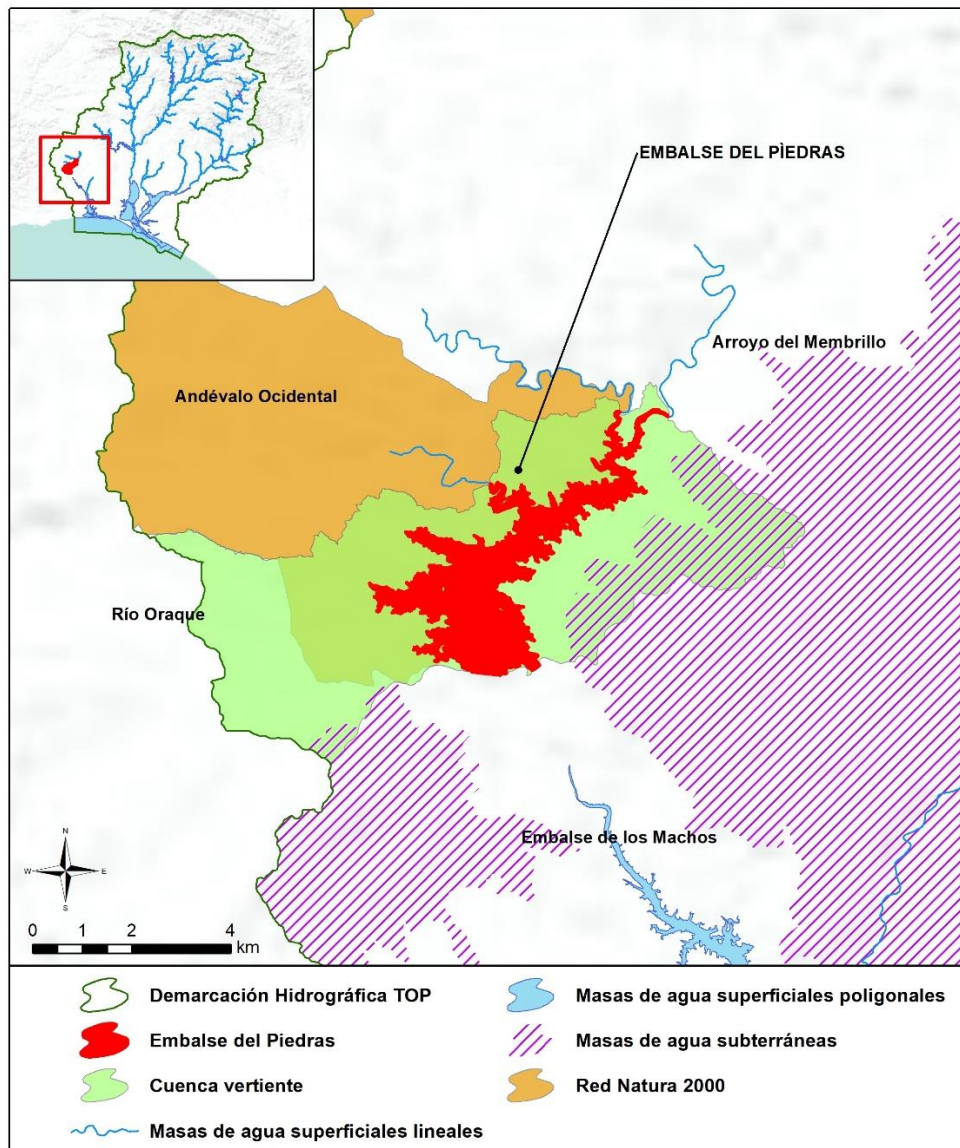 EMBALSE DEL PÌEDRAS
Arroyo del Membrillo
Andévalo Ocidental
Río Oraque
Embalse de los Machos
N
W E
S
0 1 2 4
km
Demarcación Hidrográfica TOP
Masas de agua superficiales poligonales
Embalse del Piedras
Masas de agua subterráneas
Cuenca vertiente
Red Natura 2000
Masas de agua superficiales lineales